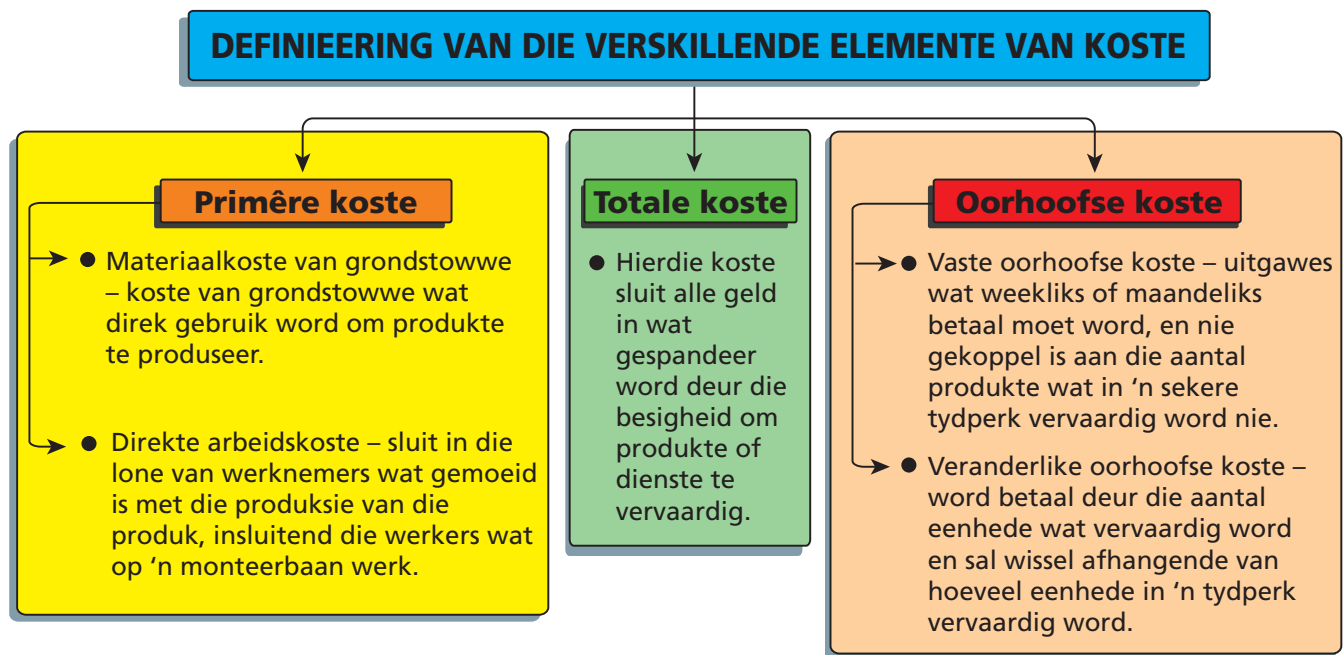 DEFINIEERING VAN DIE VERSKILLENDE ELEMENTE VAN KOSTE
Primêre koste
● Materiaalkoste van grondstowwe
– koste van grondstowwe wat
direk gebruik word om produkte
te produseer.
● Direkte arbeidskoste – sluit in die
lone van werknemers wat gemoeid
is met die produksie van die
produk, insluitend die werkers wat
op ‘n monteerbaan werk.
Totale koste
● Hierdie koste
sluit alle geld
in wat
gespandeer
word deur die
besigheid om
produkte of
dienste te
vervaardig.
Oorhoofse koste
● Vaste oorhoofse koste – uitgawes
wat weekliks of maandeliks
betaal moet word, en nie
gekoppel is aan die aantal
produkte wat in ‘n sekere
tydperk vervaardig word nie.
● Veranderlike oorhoofse koste –
word betaal deur die aantal
eenhede wat vervaardig word
en sal wissel afhangende van
hoeveel eenhede in ‘n tydperk
vervaardig word.